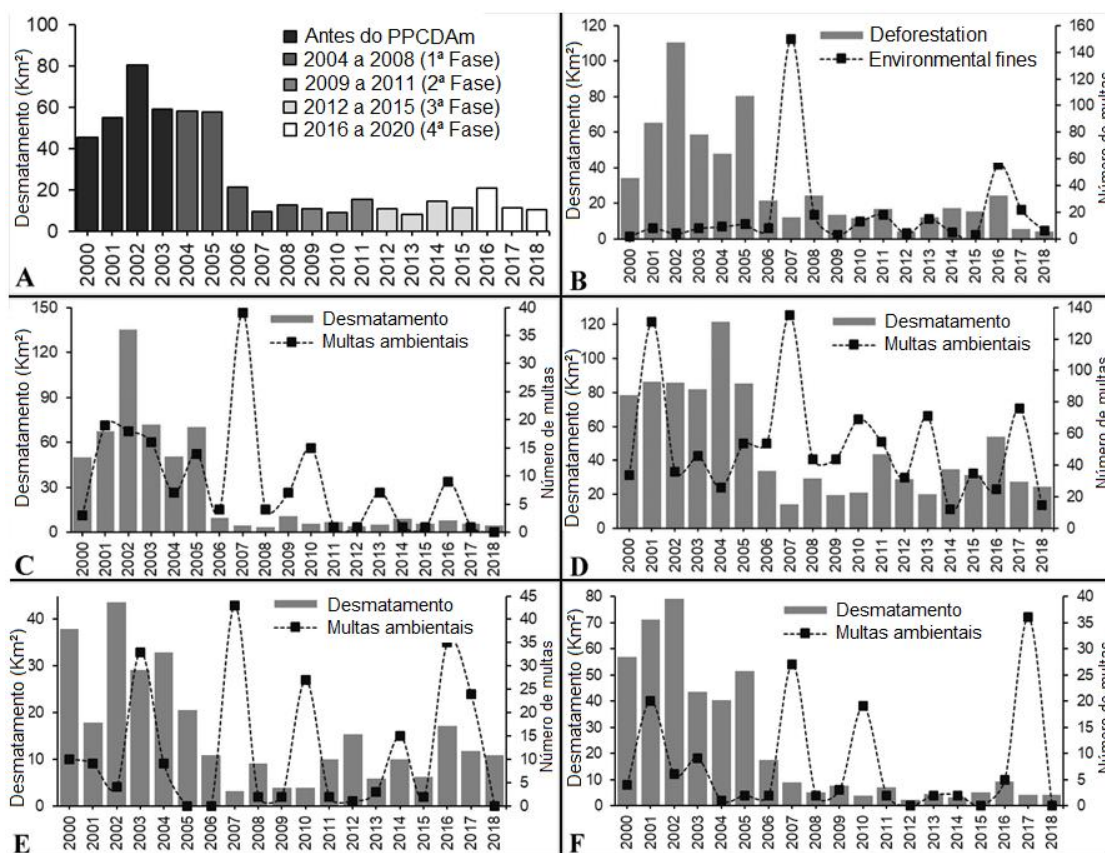 Desmatamento (Km²)
100
80
60
40
20
0
Antes do PPCDAm
2004 a 2008 (1ª Fase)
2009 a 2011 (2ª Fase)
2012 a 2015 (3ª Fase)
2016 a 2020 (4ª Fase)
2000 2001 2002 2003 2004 2005 2006 2007 2008 2009 2010 2011 2012 2013 2014 2015 2016 2017 2018
A
Desmatamento (Km²)
120
100
80
60
40
20
0
Deforestation
Environmental fines
160
140
120
100
80
60
40
20
0
Número de multas
2000 2001 2002 2003 2004 2005 2006 2007 2008 2009 2010 2011 2012 2013 2014 2015 2016 2017 2018
B
Desmatamento (Km²)
150
120
90
60
30
0
Desmatamento
Multas ambientais
40
35
30
25
20
15
10
5
0
Número de multas
2000 2001 2002 2003 2004 2005 2006 2007 2008 2009 2010 2011 2012 2013 2014 2015 2016 2017 2018
C
Desmatamento (Km²)
120
100
80
60
40
20
0
Desmatamento
Multas ambientais
140
120
100
80
60
40
20
0
Número de multas
2000 2001 2002 2003 2004 2005 2006 2007 2008 2009 2010 2011 2012 2013 2014 2015 2016 2017 2018
D
Desmatamento (Km²)
40
30
20
10
0
Desmatamento
Multas ambientais
45
40
35
30
25
20
15
10
5
0
Número de multas
2000 2001 2002 2003 2004 2005 2006 2007 2008 2009 2010 2011 2012 2013 2014 2015 2016 2017 2018
E
Desmatamento (Km²)
80
70
60
50
40
30
20
10
0
Desmatamento
Multas ambientais
40
35
30
25
20
15
10
5
0
Número de multas
2000 2001 2002 2003 2004 2005 2006 2007 2008 2009 2010 2011 2012 2013 2014 2015 2016 2017 2018
F